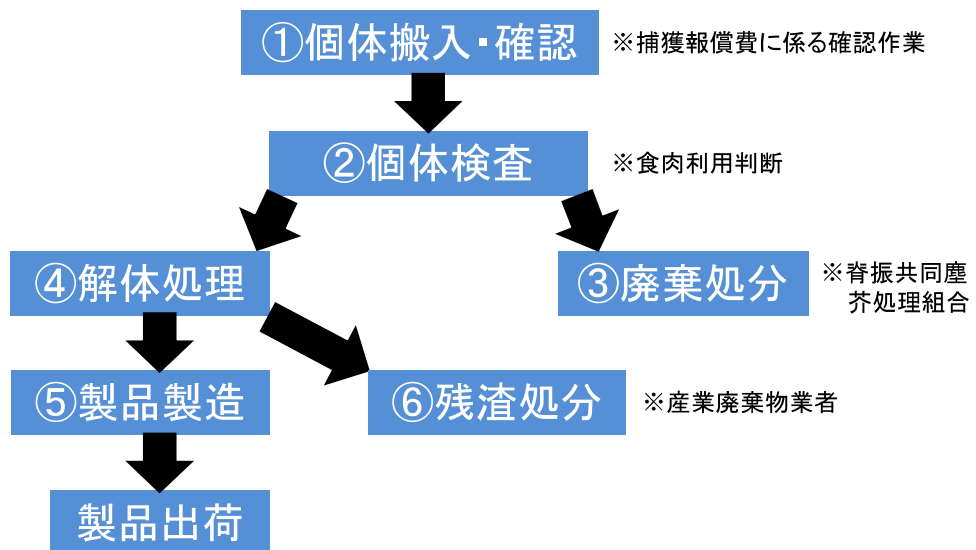 ①個体搬入・確認
※捕獲報償費に係る確認作業
②個体検査
※食肉利用判断
④解体処理
③廃棄処分
※脊振共同塵
芥処理組合
⑤製品製造
⑥残渣処分
※産業廃棄物業者
製品出荷